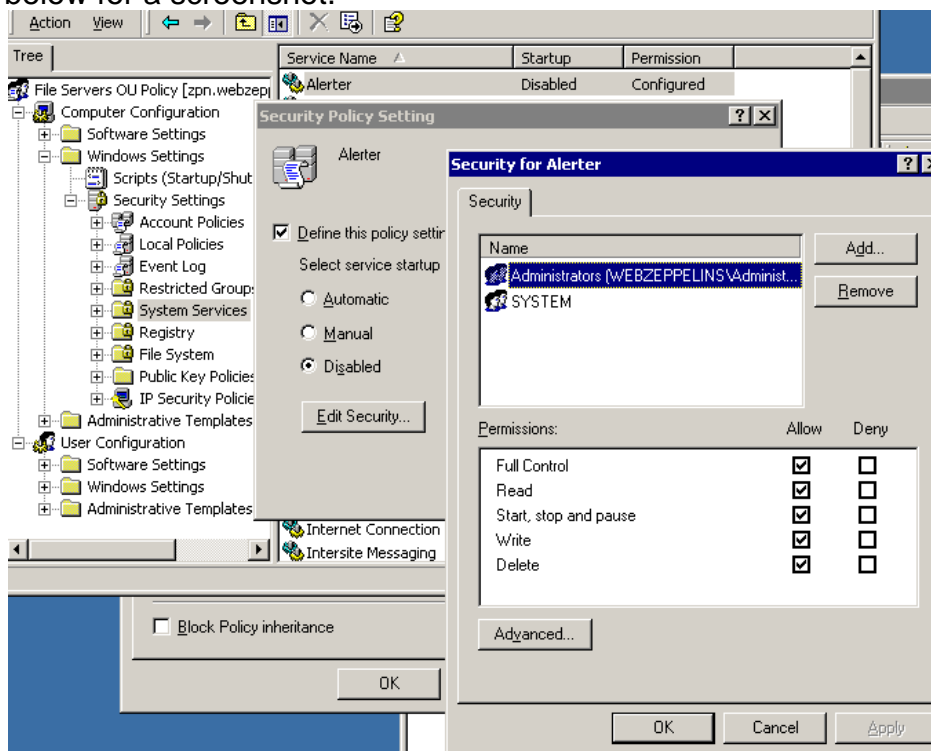 below for a screenshot.
Action View
Tree
Service Name Startup Permission
Alerter Disabled Configured
File Servers OU Policy [zpn.webzepp
Computer Configuration
Software Settings
Windows Settings
Scripts (Startup/Shut
Security Settings
Account Policies
Local Policies
Event Log
Restricted Group
System Services
Registry
File System
Public Key Policies
IP Security Policie
Administrative Templates
User Configuration
Software Settings
Windows Settings
Administrative Templates
Internet Connection
Intersite Messaging
Security Policy Setting
Alerter
Define this policy settin
Select service startup
Automatic
Manual
Disabled
Edit Security...
Block Policy inheritance
OK
Security for Alerter
Security
Name
Administrators (WEBZEPPELINS\Administ...
SYSTEM
Add...
Remove
Permissions: Allow Deny
Full Control
Read
Start, stop and pause
Write
Delete
Advanced...
OK Cancel Apply